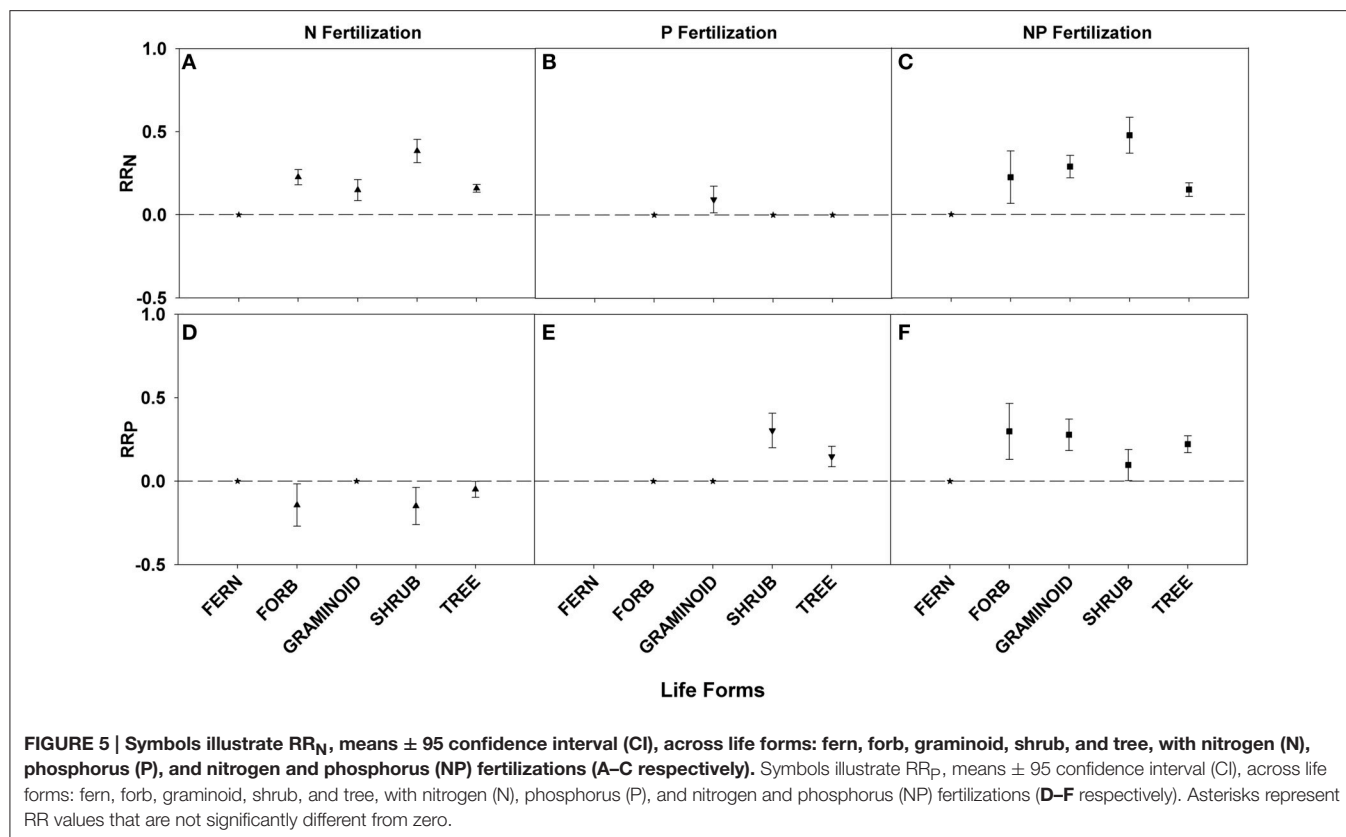 N Fertilization
P Fertilization
NP Fertilization
A
B
C
1.0
0.5
0.0
-0.5
RRN
D
E
F
1.0
0.5
0.0
-0.5
RRP
FERN
FORB
GRAMINOID
SHRUB
TREE
FERN
FORB
GRAMINOID
SHRUB
TREE
FERN
FORB
GRAMINOID
SHRUB
TREE
Life Forms
FIGURE 5 | Symbols illustrate RRN, means ± 95 confidence interval (CI), across life forms: fern, forb, graminoid, shrub, and tree, with nitrogen (N),
phosphorus (P), and nitrogen and phosphorus (NP) fertilizations (A–C respectively). Symbols illustrate RRP, means ± 95 confidence interval (CI), across life
forms: fern, forb, graminoid, shrub, and tree, with nitrogen (N), phosphorus (P), and nitrogen and phosphorus (NP) fertilizations (D–F respectively). Asterisks represent
RR values that are not significantly different from zero.